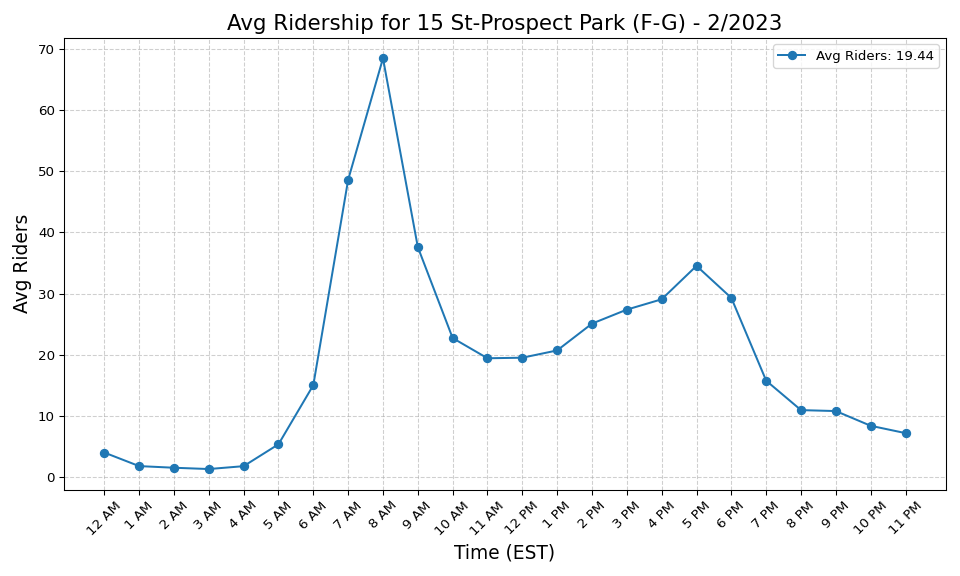 Avg Ridership for 15 St-Prospect Park (F-G) - 2/2023
Avg Riders: 19.44
70
60
50
40
30
20
10
0
Avg Riders
12 AM
1 AM
2 AM
3 AM
4 AM
5 AM
6 AM
7 AM
8 AM
9 AM
10 AM
11 AM
12 PM
1 PM
2 PM
3 PM
4 PM
5 PM
6 PM
7 PM
8 PM
9 PM
10 PM
11 PM
Time (EST)